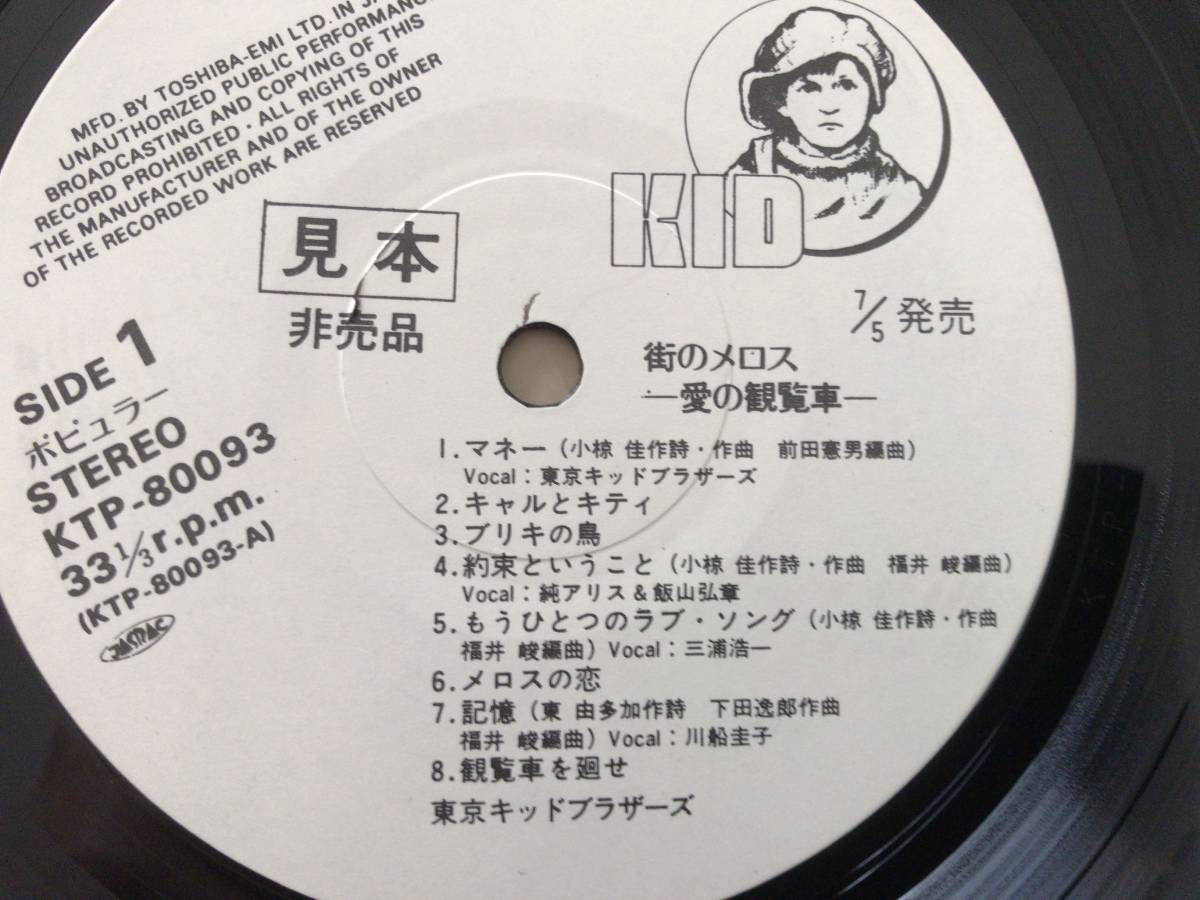 MFD. BY TOSHIBA-EMI LTD. IN
UNAUTHORIZED PUBLIC PERFORMANCE
BROADCASTING AND COPYING OF THIS
RECORD PROHIBITED · ALL RIGHTS OF
THE MANUFACTURER AND OF THE OWNER
OF THE RECORDED WORK ARE RESERVED
KID
見本
非売品
7/5 発売
SIDE 1
ポピュラー
STEREO
KTP-80093
33 1/3 r.p.m.
(KTP-80093-A)
JASRAC
街のメロス
—愛の観覧車—
1.マネー(小椋 佳作詩・作曲 前田憲男編曲)
Vocal:東京キッドブラザーズ
2.キャルとキティ
3.ブリキの鳥
4.約束ということ(小椋 佳作詩・作曲 福井 峻編曲)
Vocal:純アリス&飯山弘章
5.もうひとつのラブ・ソング(小椋 佳作詩・作曲
福井 峻編曲)Vocal:三浦浩一
6.メロスの恋
7.記憶(東 由多加作詩 下田逸郎作曲
福井 峻編曲)Vocal:川船圭子
8.観覧車を廻せ
東京キッドブラザーズ